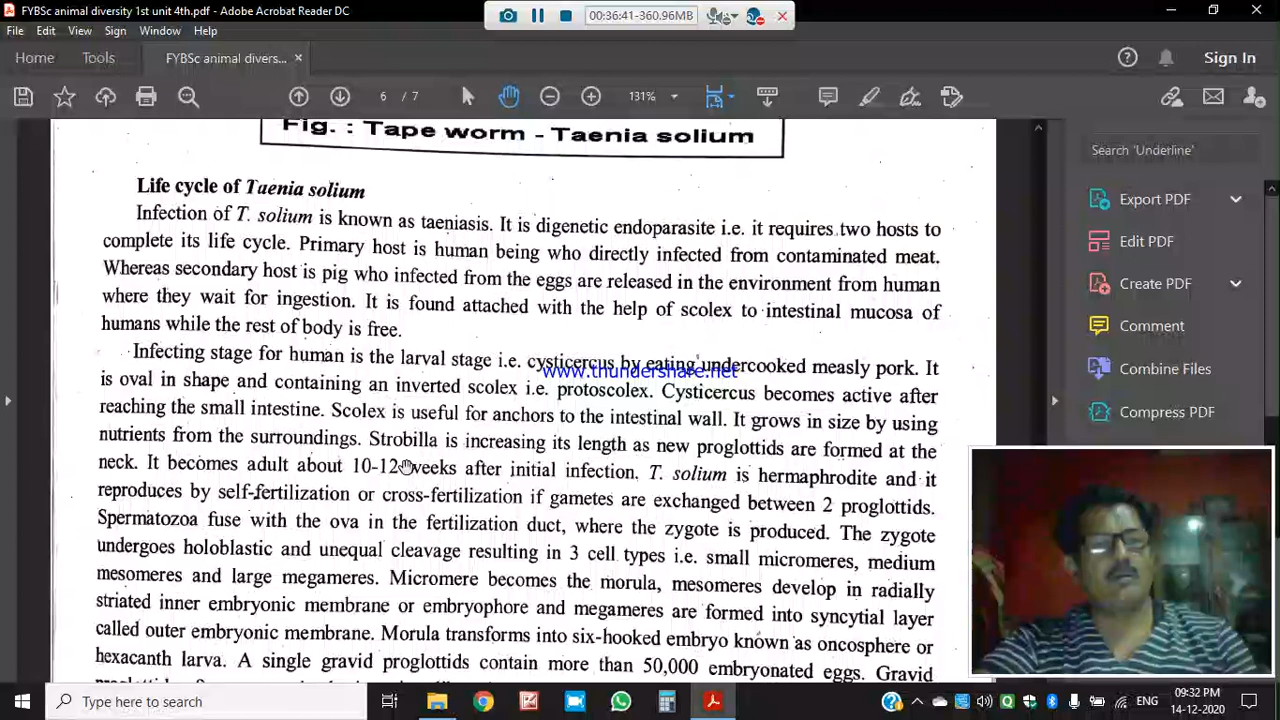 FYBSc animal diversity 1st unit 4th.pdf - Adobe Acrobat Reader DC
00:36:41-360.96MB
File Edit View Sign Window Help
Home Tools FYBSc animal divers... Sign In
6 / 7 131%
Search 'Underline'
Export PDF
Edit PDF
Create PDF
Comment
Combine Files
Compress PDF
Fig. : Tape worm - Taenia solium
Life cycle of Taenia solium
Infection of T. solium is known as taeniasis. It is digenetic endoparasite i.e. it requires two hosts to
complete its life cycle. Primary host is human being who directly infected from contaminated meat.
Whereas secondary host is pig who infected from the eggs are released in the environment from human
where they wait for ingestion. It is found attached with the help of scolex to intestinal mucosa of
humans while the rest of body is free.
Infecting stage for human is the larval stage i.e. cysticercus by eating undercooked measly pork. It
www.thundershare.net
is oval in shape and containing an inverted scolex i.e. protoscolex. Cysticercus becomes active after
reaching the small intestine. Scolex is useful for anchors to the intestinal wall. It grows in size by using
nutrients from the surroundings. Strobilla is increasing its length as new proglottids are formed at the
neck. It becomes adult about 10-12 weeks after initial infection. T. solium is hermaphrodite and it
reproduces by self-fertilization or cross-fertilization if gametes are exchanged between 2 proglottids.
Spermatozoa fuse with the ova in the fertilization duct, where the zygote is produced. The zygote
undergoes holoblastic and unequal cleavage resulting in 3 cell types i.e. small micromeres, medium
mesomeres and large megameres. Micromere becomes the morula, mesomeres develop in radially
striated inner embryonic membrane or embryophore and megameres are formed into syncytial layer
called outer embryonic membrane. Morula transforms into six-hooked embryo known as oncosphere or
hexacanth larva. A single gravid proglottids contain more than 50,000 embryonated eggs. Gravid
Type here to search
ENG
09:32 PM
14-12-2020